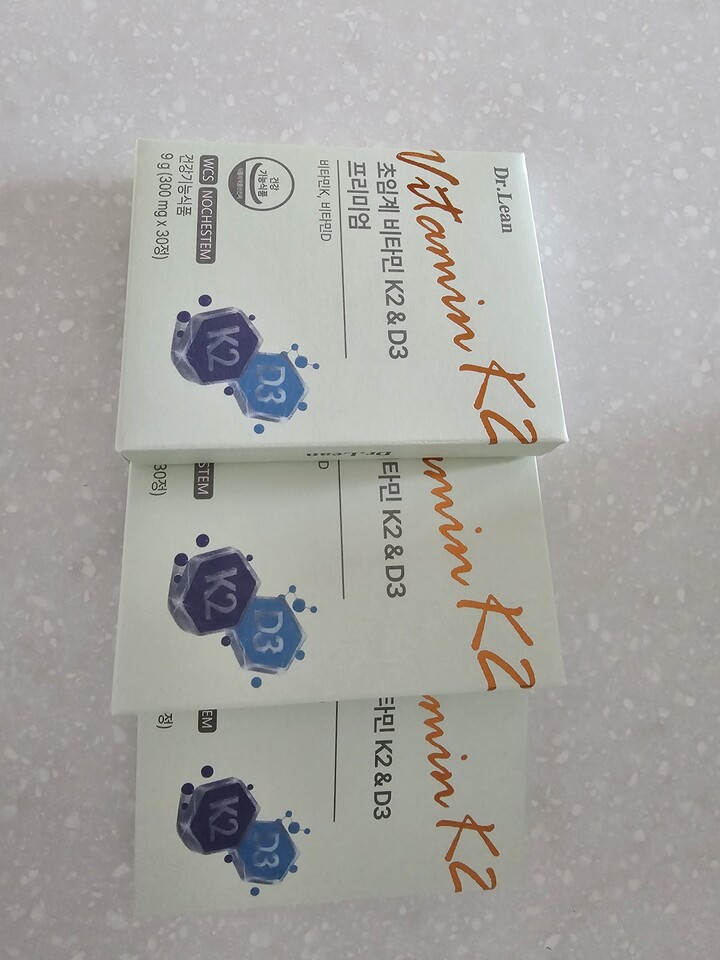 Dr.Lean
Vitamin K2
초임계 비타민 K2 & D3
프리미엄
비타민K, 비타민D
건강
기능식품
WCS NOCHESTEM
건강기능식품
9 g (300 mg x 30정)
K2
D3
Dr.Lean
amin K2
타민 K2 & D3
D
STEM
30정)
K2
D3
min K2
타민 K2 & D3
EM
정)
K2
D3